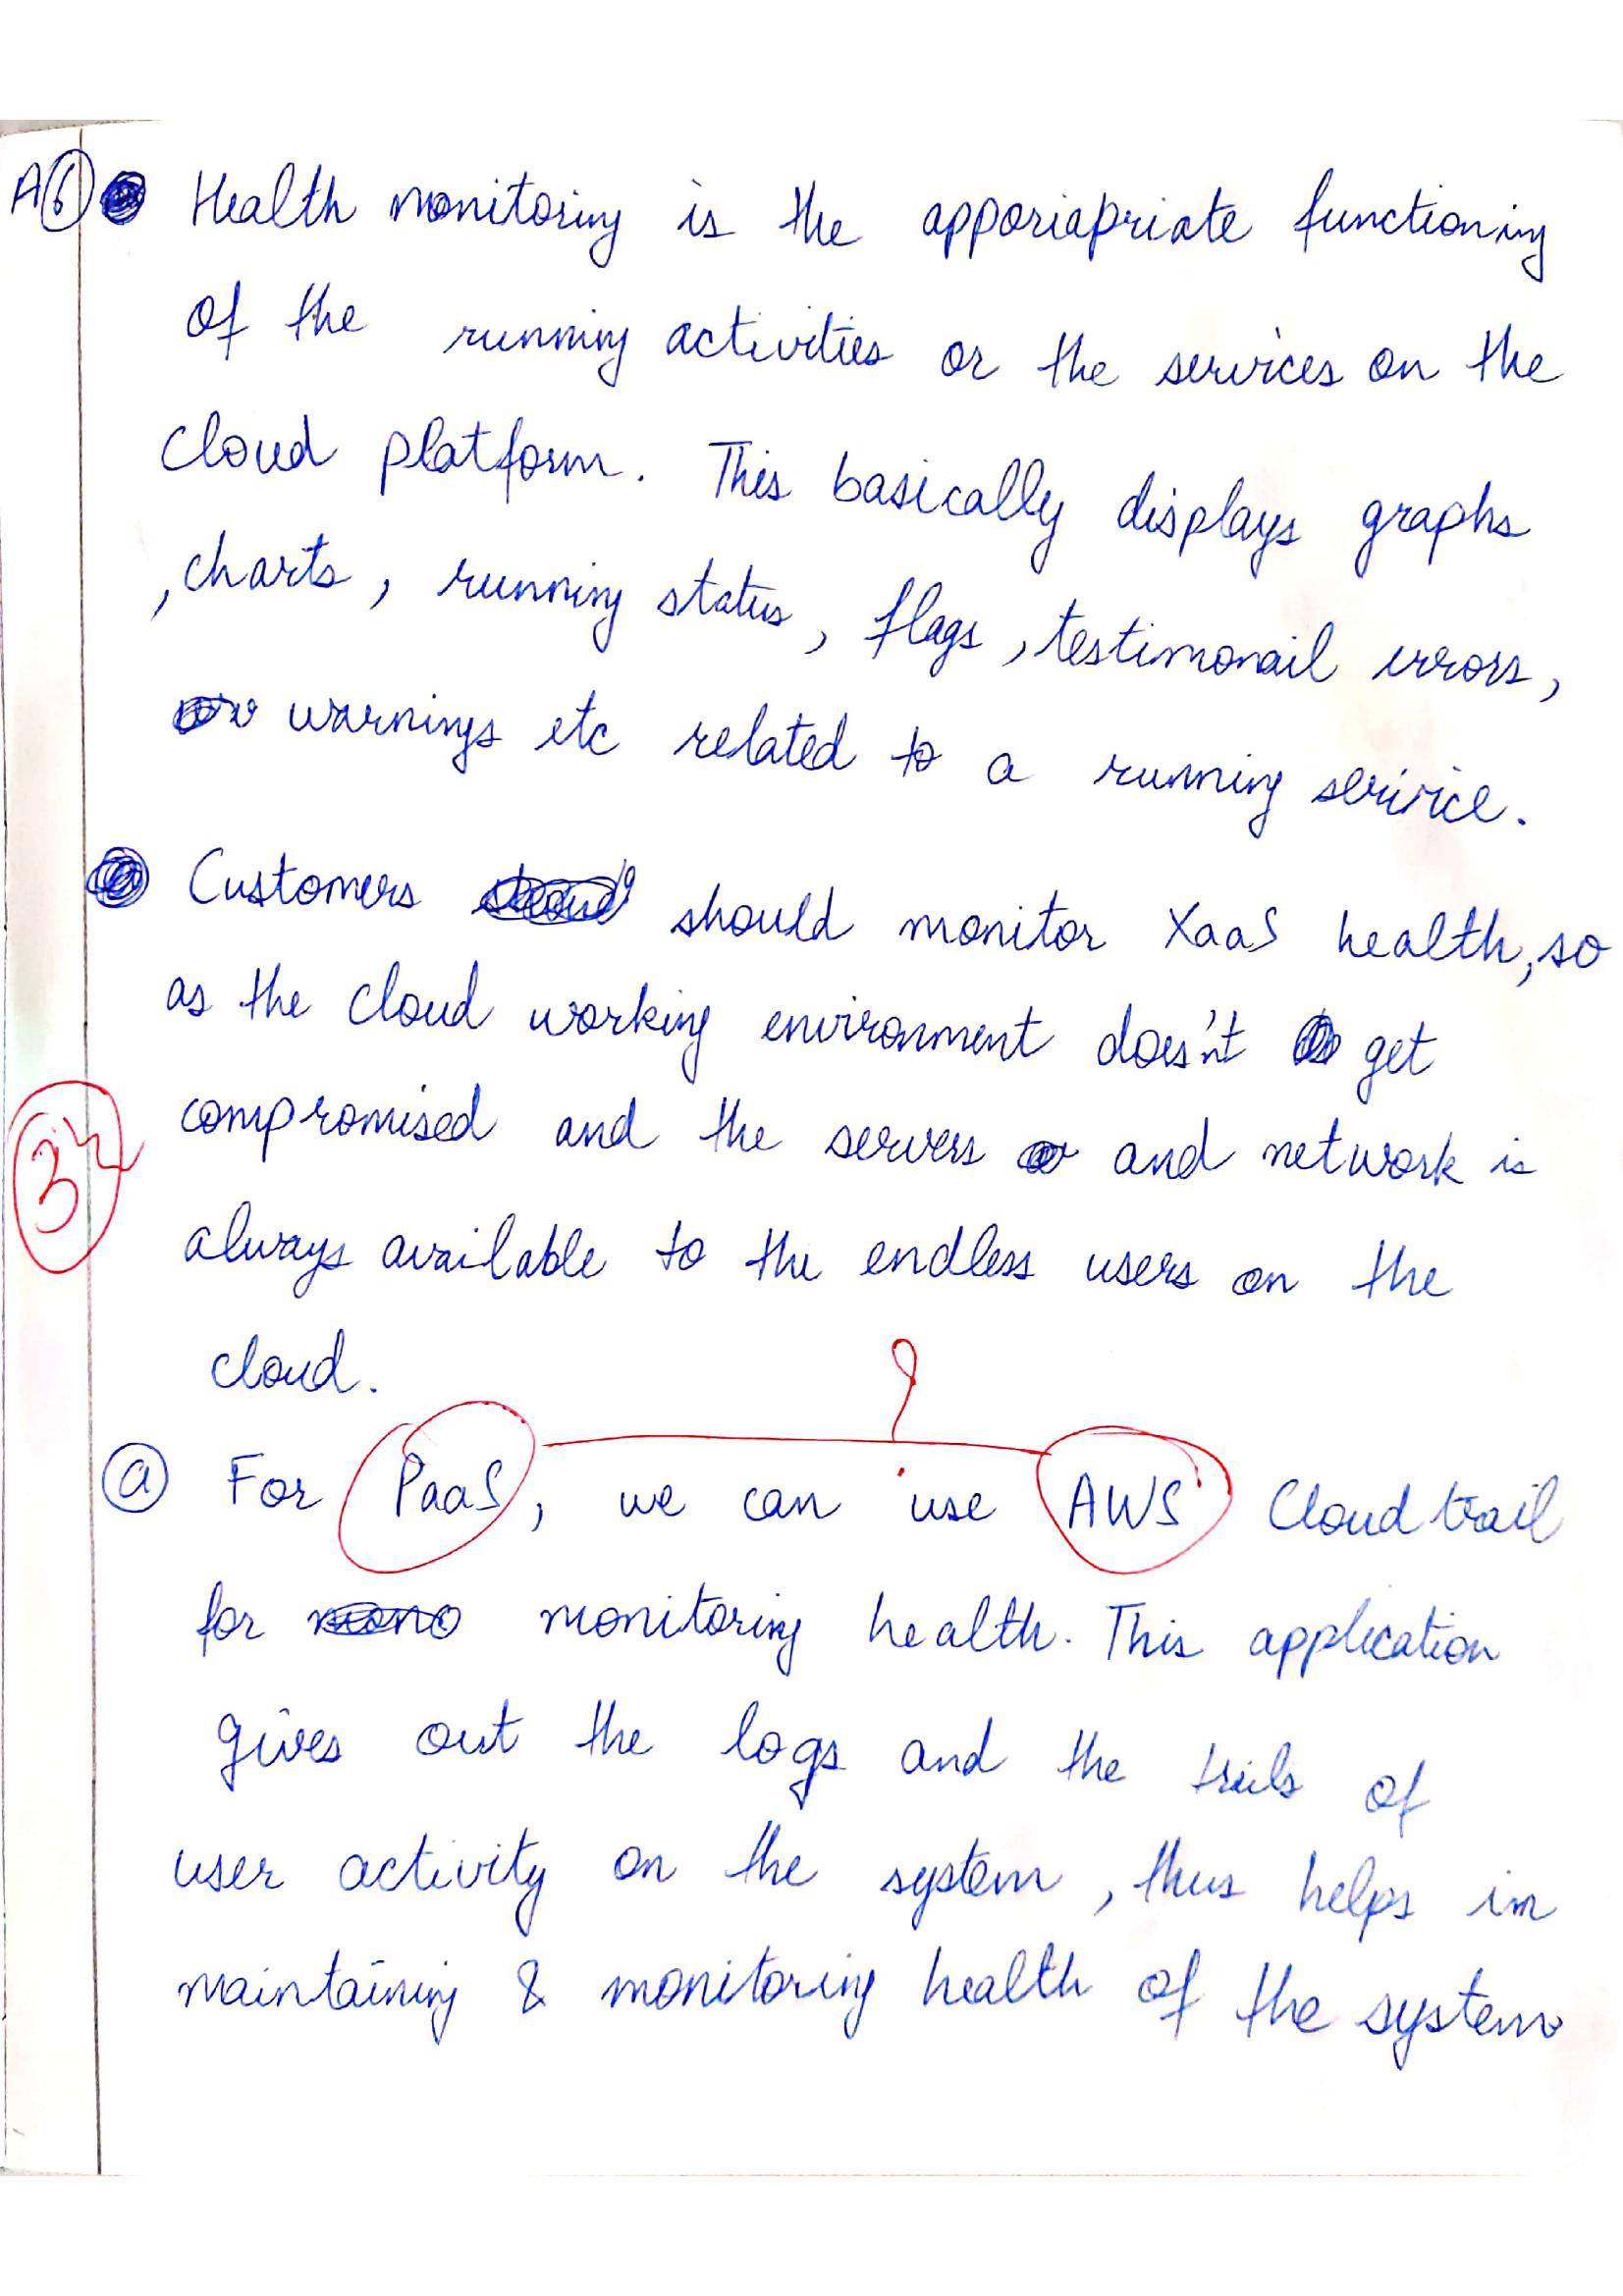 A6 Health monitoring is the apporiapriate functioning
of the running activities or the services on the
cloud platform. This basically displays graphs
, charts, running status, flags, testimonail errors,
warnings etc related to a running serivice.
Customers should monitor XaaS health, so
as the cloud working environment does'nt get
compromised and the servers and network is
always available to the endless users on the
cloud.
a For PaaS, we can use AWS Cloud trail
for monitoring health. This application
gives out the logs and the trails of
user activity on the system, thus helps in
maintaining & monitoring health of the system